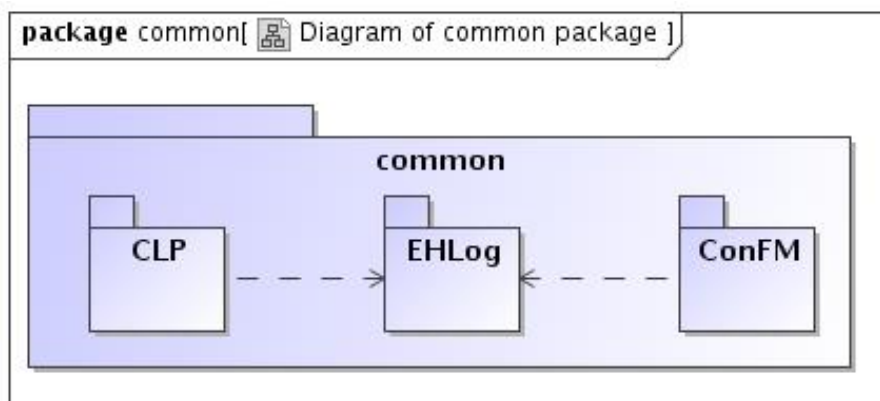 package common[ Diagram of common package ]
common
CLP
EHLog
ConFM